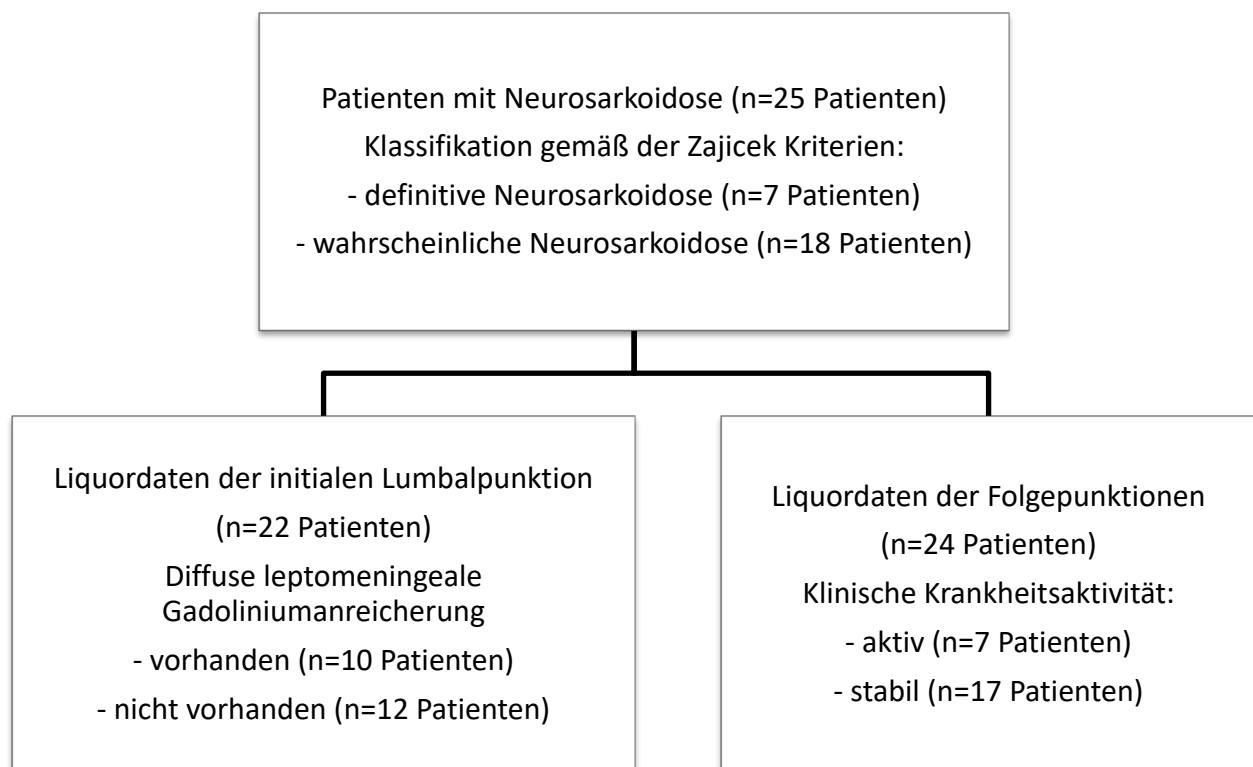 Patienten mit Neurosarkoidose (n=25 Patienten)
Klassifikation gemäß der Zajicek Kriterien:
- definitive Neurosarkoidose (n=7 Patienten)
- wahrscheinliche Neurosarkoidose (n=18 Patienten)
Liquordaten der initialen Lumbalpunktion
(n=22 Patienten)
Diffuse leptomeningeale
Gadoliniumanreicherung
- vorhanden (n=10 Patienten)
- nicht vorhanden (n=12 Patienten)
Liquordaten der Folgepunktionen
(n=24 Patienten)
Klinische Krankheitsaktivität:
- aktiv (n=7 Patienten)
- stabil (n=17 Patienten)